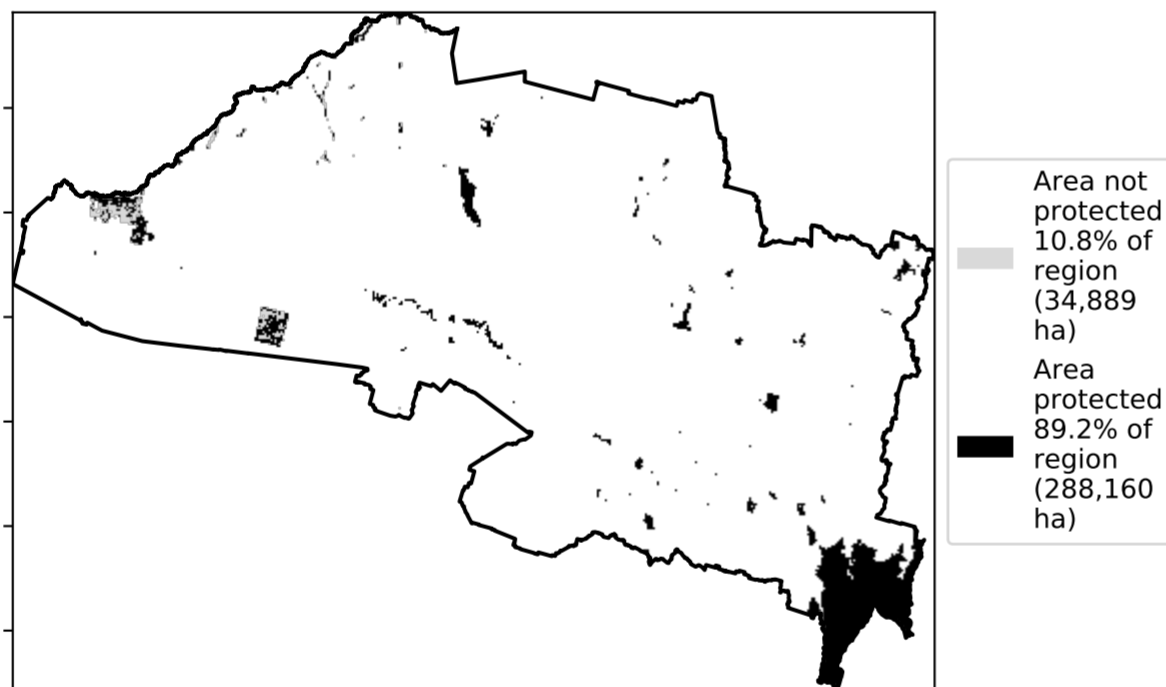 Area not
protected
10.8% of
region
(34,889
ha)
Area
protected
89.2% of
region
(288,160
ha)